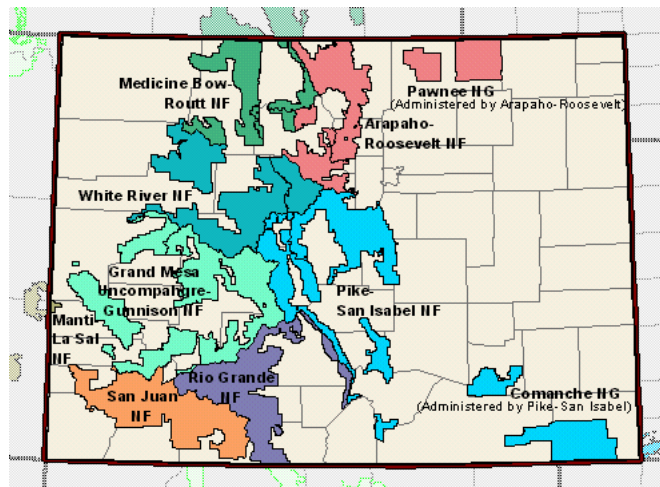 Medicine Bow-
Routt NF
Pawnee NG
(Administered by Arapaho-Roosevelt)
Arapaho-
Roosevelt NF
White River NF
Grand Mesa
Uncompahgre-
Gunnison NF
Pike-
San Isabel NF
Manti-
La Sal
NF
Rio Grande
NF
San Juan
NF
Comanche NG
(Administered by Pike-San Isabel)